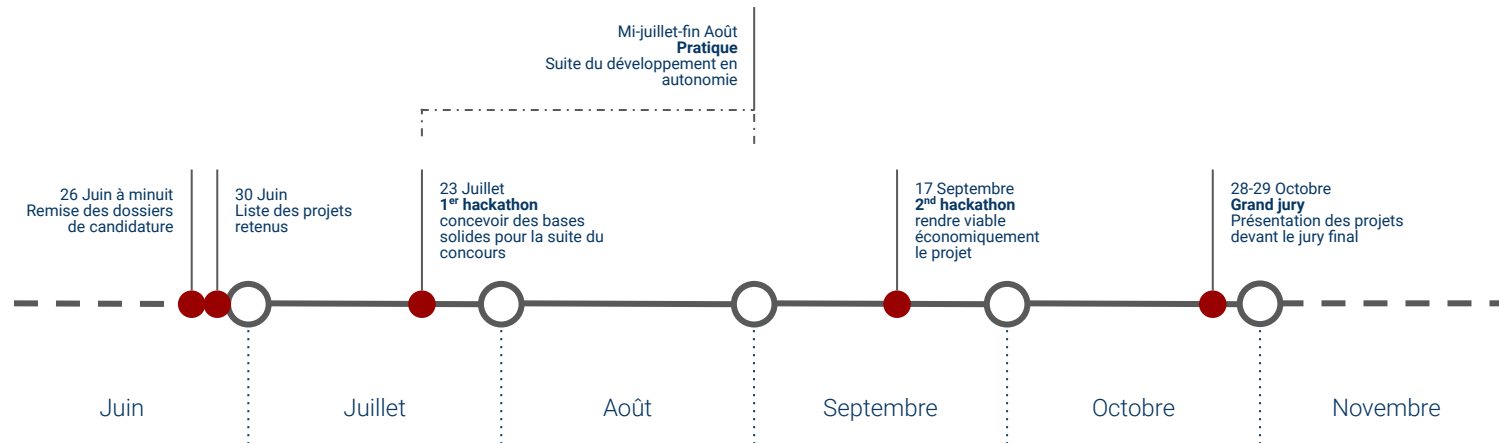 Mi-juillet-fin Août
Pratique
Suite du développement en
autonomie
26 Juin à minuit
Remise des dossiers
de candidature
30 Juin
Liste des projets
retenus
23 Juillet
1er hackathon
concevoir des bases
solides pour la suite du
concours
17 Septembre
2nd hackathon
rendre viable
économiquement
le projet
28-29 Octobre
Grand jury
Présentation des projets
devant le jury final
Juin
Juillet
Août
Septembre
Octobre
Novembre